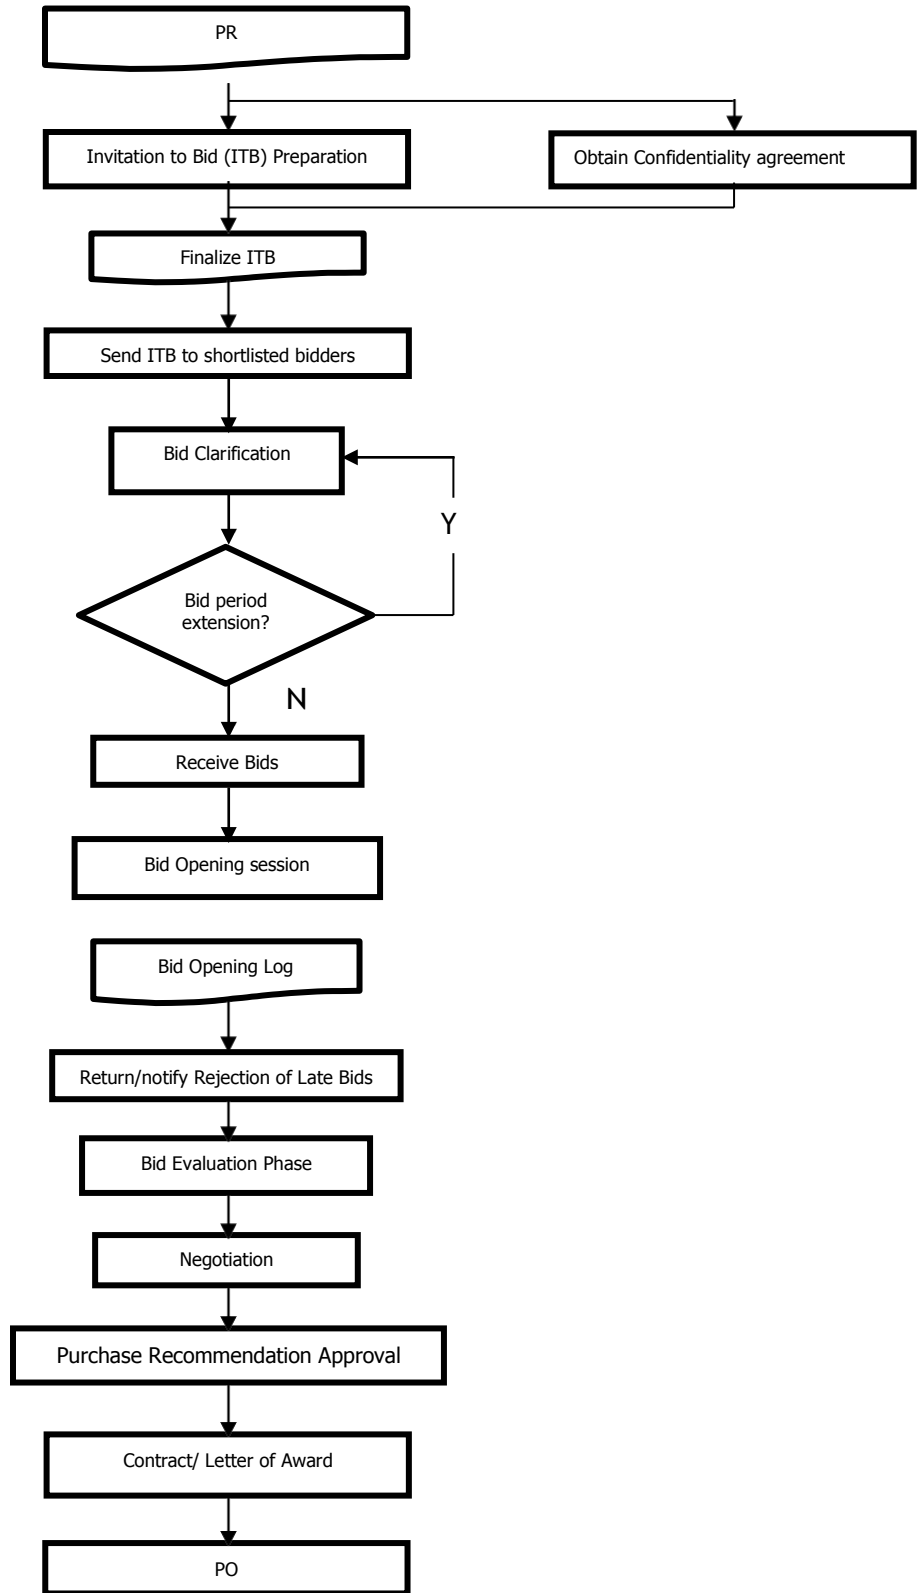 PR
Invitation to Bid (ITB) Preparation
Obtain Confidentiality agreement
Finalize ITB
Send ITB to shortlisted bidders
Bid Clarification
Y
Bid period
extension?
N
Receive Bids
Bid Opening session
Bid Opening Log
Return/notify Rejection of Late Bids
Bid Evaluation Phase
Negotiation
Purchase Recommendation Approval
Contract/ Letter of Award
PO